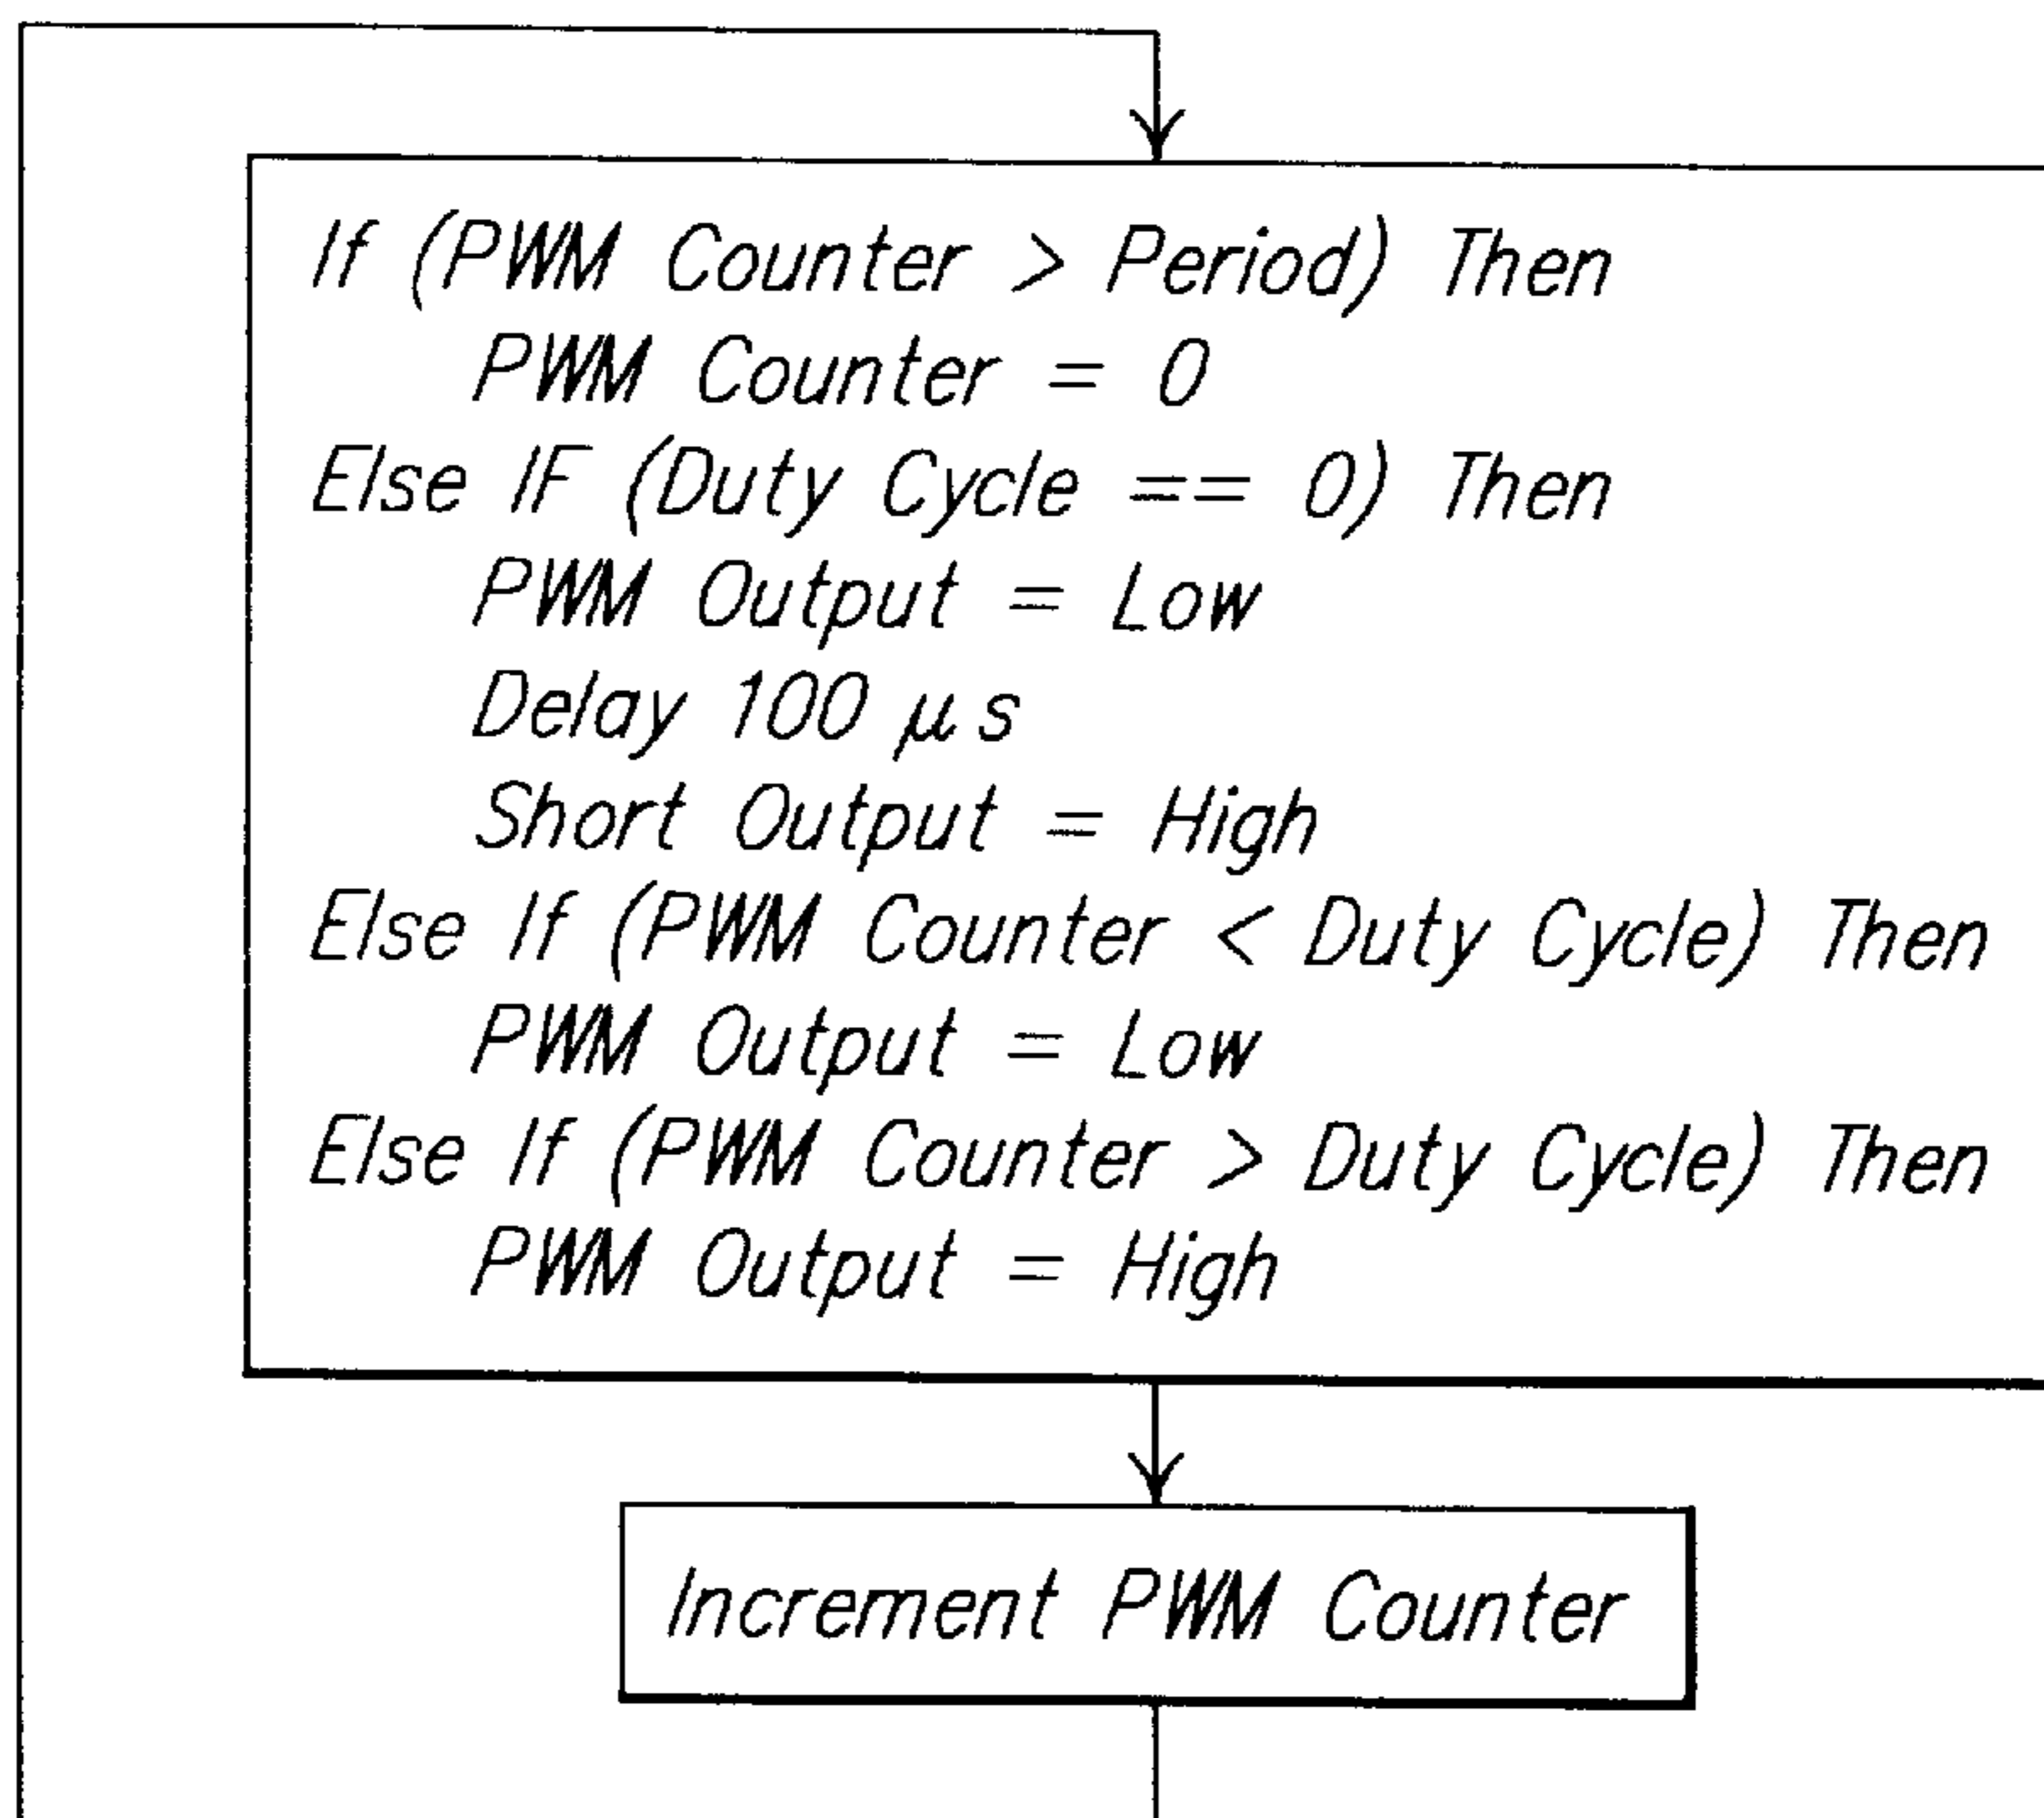 If (PWM Counter > Period) Then
PWM Counter = 0
Else IF (Duty Cycle == 0) Then
PWM Output = Low
Delay 100 μs
Short Output = High
Else If (PWM Counter < Duty Cycle) Then
PWM Output = Low
Else If (PWM Counter > Duty Cycle) Then
PWM Output = High
Increment PWM Counter